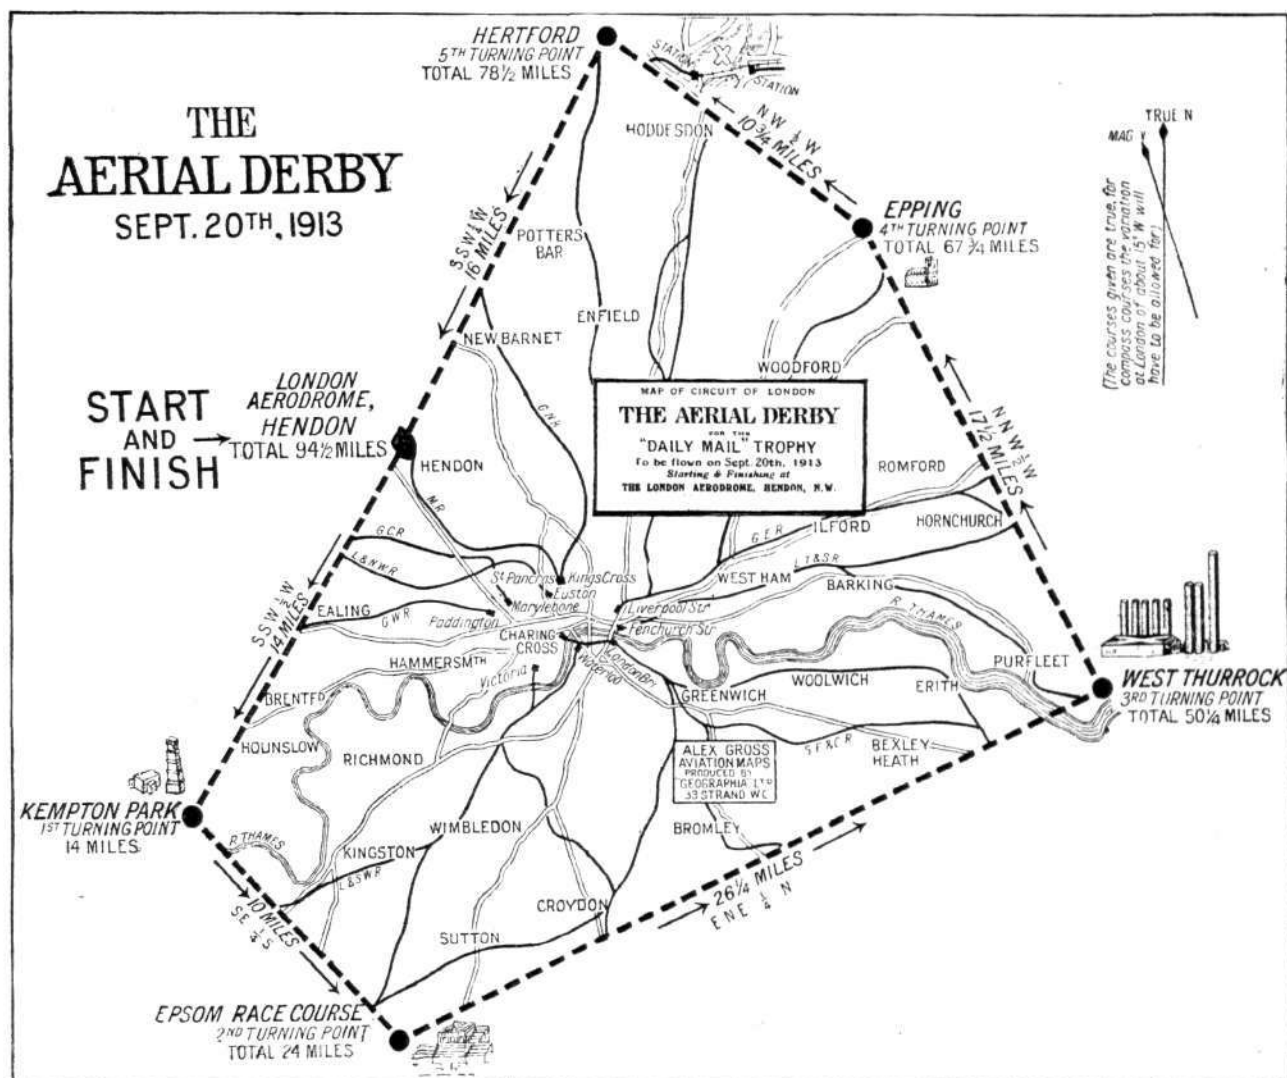 THE
AERIAL DERBY
SEPT. 20TH, 1913
HERTFORD
5TH TURNING POINT
TOTAL 78½ MILES
STATION
STATION
HODDESDON
NW ½ W
10¾ MILES
TRUE N
MAG
(The courses given are true, for
compass courses the variation
at London of about 15° W will
have to be allowed for)
EPPING
4TH TURNING POINT
TOTAL 67¾ MILES
SSW ¼ W
16 MILES
POTTERS
BAR
ENFIELD
NEW BARNET
WOODFORD
START
AND
FINISH
LONDON
AERODROME,
HENDON
TOTAL 94½ MILES
HENDON
G N R
MAP OF CIRCUIT OF LONDON
THE AERIAL DERBY
FOR THE
"DAILY MAIL" TROPHY
To be flown on Sept. 20th, 1913
Starting & Finishing at
THE LONDON AERODROME, HENDON, N.W.
NNW ½ W
17½ MILES
ROMFORD
HORNCHURCH
ILFORD
M R
G C R
L & N W R
G E R
L T & S R
WEST HAM
BARKING
St Pancras
Kings Cross
Euston
Marylebone
Paddington
Liverpool Str
Fenchurch Str
EALING
G W R
SSW ½ W
14 MILES
CHARING
CROSS
R. THAMES
HAMMERSMTH
Victoria
Waterloo
London Bri
GREENWICH
WOOLWICH
ERITH
PURFLEET
WEST THURROCK
3RD TURNING POINT
TOTAL 50¼ MILES
BRENTFD
HOUNSLOW
RICHMOND
ALEX GROSS
AVIATION MAPS
PRODUCED BY
GEOGRAPHIA LTD
33 STRAND WC
BEXLEY
HEATH
KEMPTON PARK
1ST TURNING POINT
14 MILES
R. THAMES
KINGSTON
L & S W R
WIMBLEDON
BROMLEY
10 MILES
SE ¼ S
CROYDON
26¼ MILES
ENE ¼ N
SUTTON
EPSOM RACE COURSE
2ND TURNING POINT
TOTAL 24 MILES